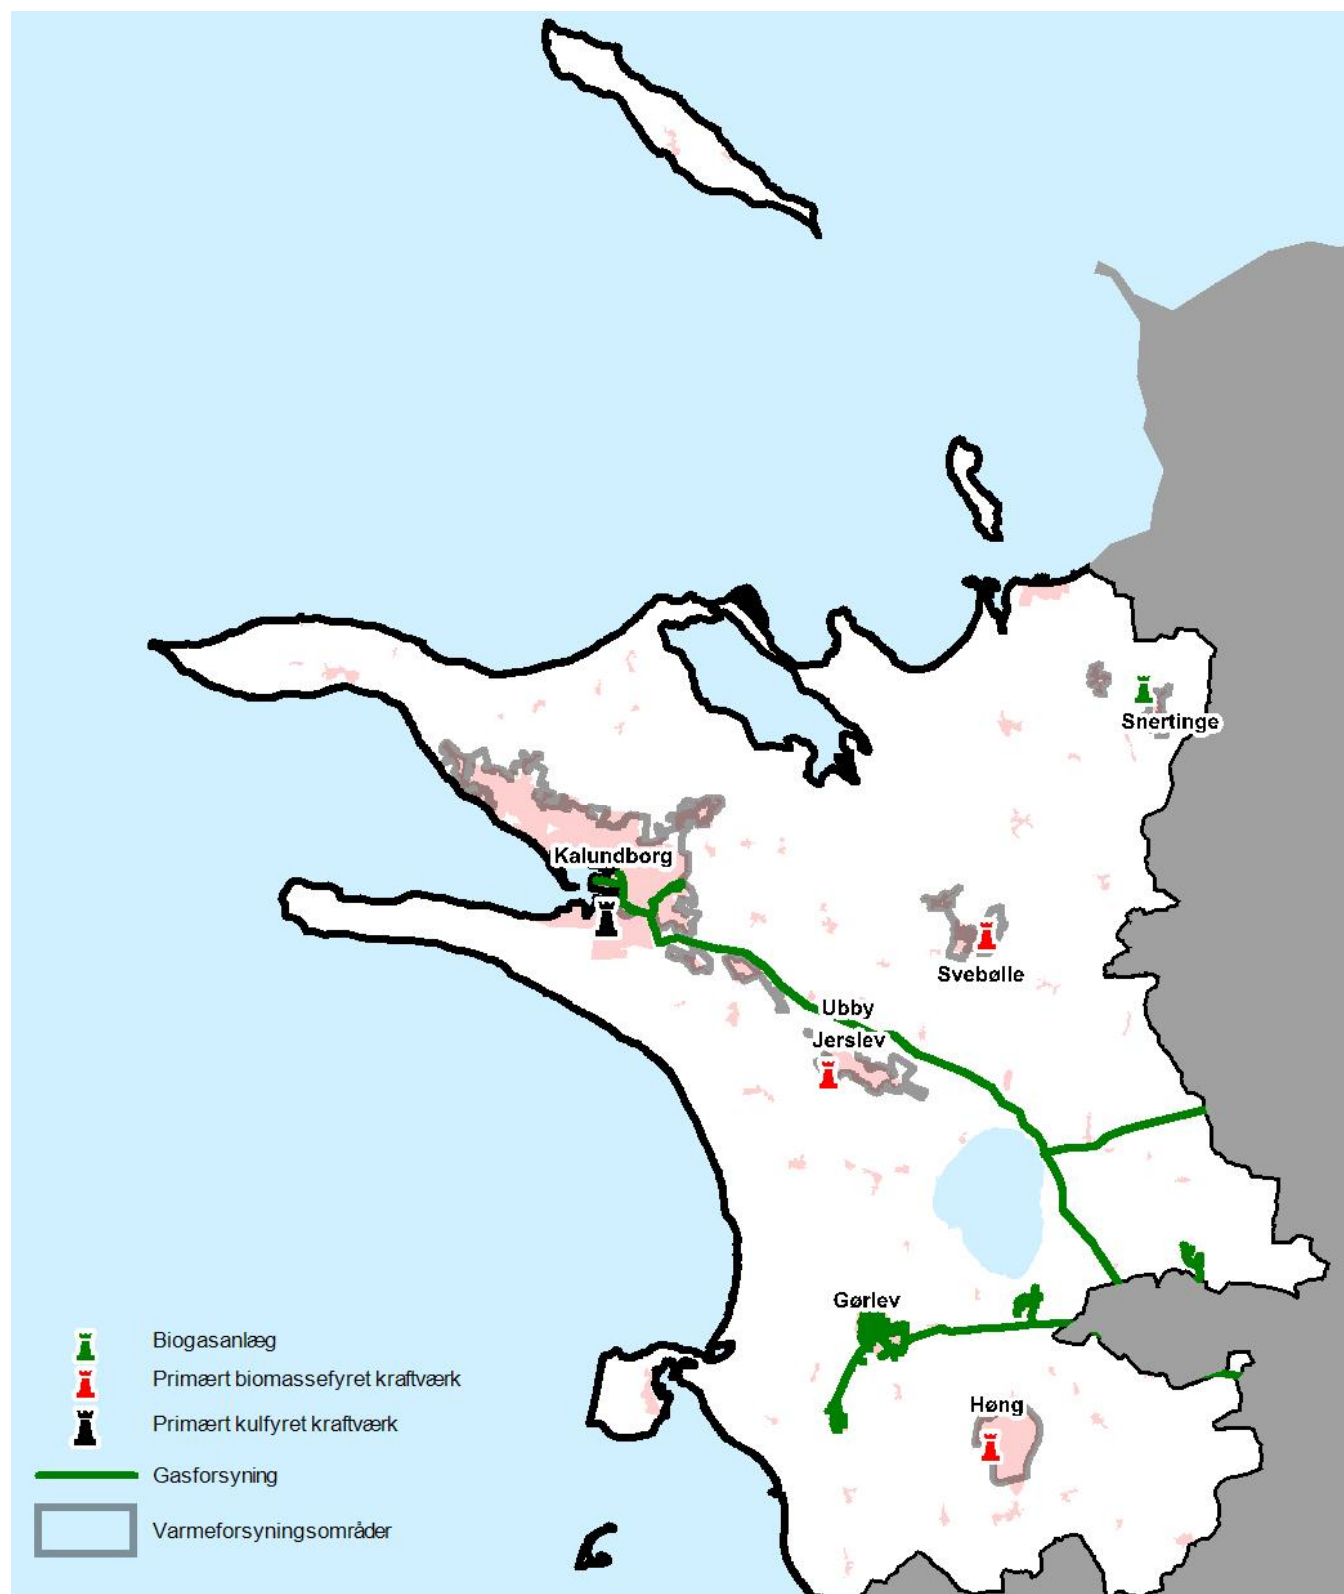 Snertinge
Kalundborg
Svebølle
Ubby
Jerslev
Gørlev
Høng
Biogasanlæg
Primært biomassefyret kraftværk
Primært kulfyret kraftværk
Gasforsyning
Varmeforsyningsområder